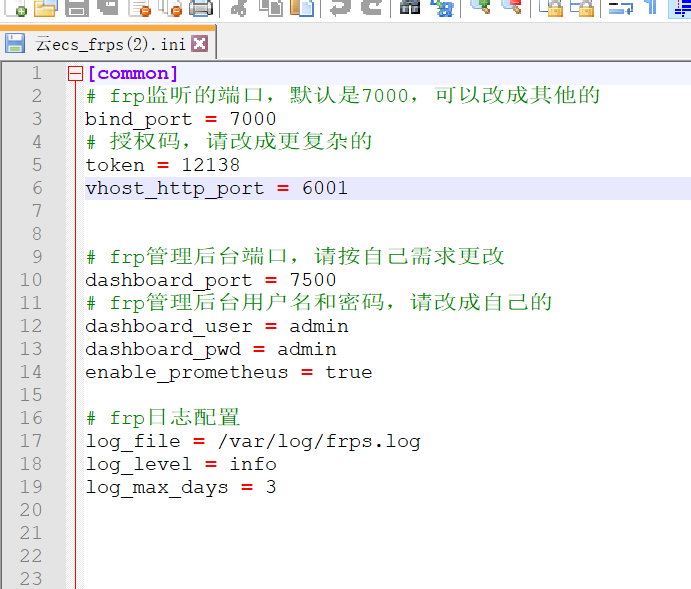 云ecs_frps(2).ini
1 [common]
2 # frp监听的端口，默认是7000，可以改成其他的
3 bind_port = 7000
4 # 授权码，请改成更复杂的
5 token = 12138
6 vhost_http_port = 6001
7
8
9 # frp管理后台端口，请按自己需求更改
10 dashboard_port = 7500
11 # frp管理后台用户名和密码，请改成自己的
12 dashboard_user = admin
13 dashboard_pwd = admin
14 enable_prometheus = true
15
16 # frp日志配置
17 log_file = /var/log/frps.log
18 log_level = info
19 log_max_days = 3
20
21
22
23